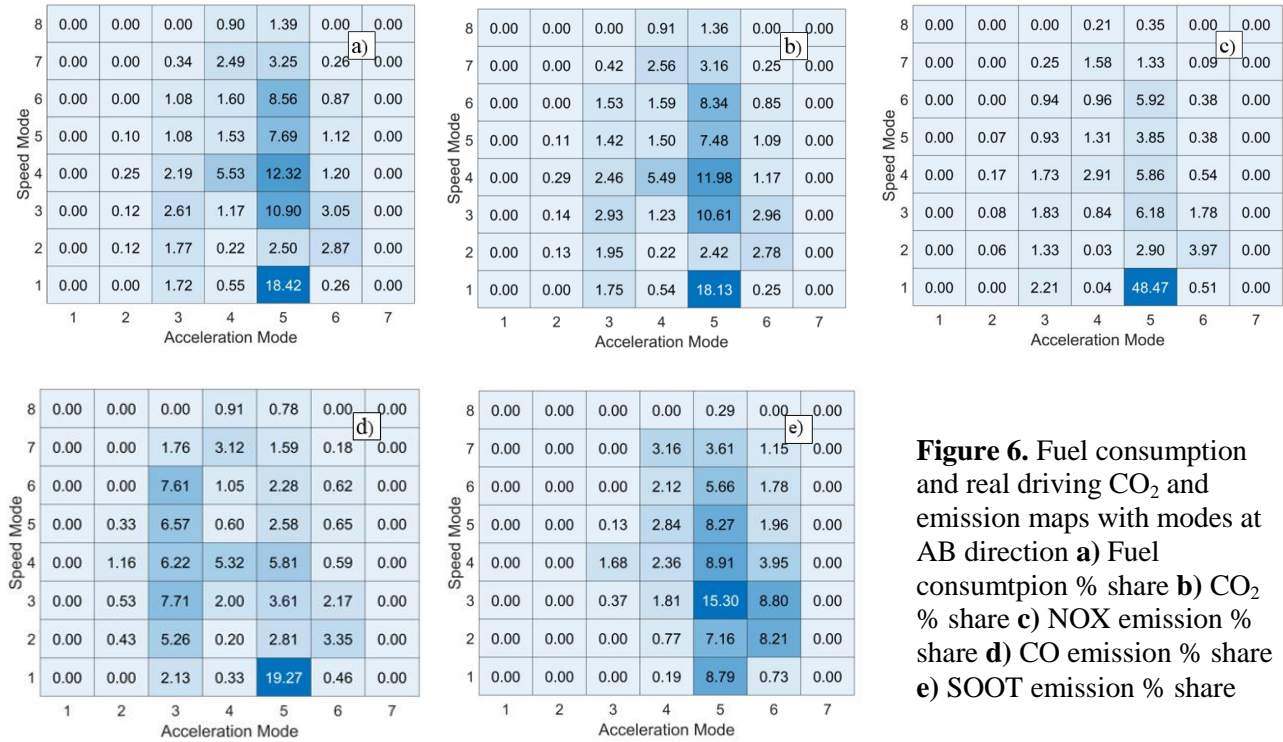 8 0.00 0.00 0.00 0.90 1.39 0.00 0.00
a)
7 0.00 0.00 0.34 2.49 3.25 0.26 0.00
6 0.00 0.00 1.08 1.60 8.56 0.87 0.00
5 0.00 0.10 1.08 1.53 7.69 1.12 0.00
4 0.00 0.25 2.19 5.53 12.32 1.20 0.00
3 0.00 0.12 2.61 1.17 10.90 3.05 0.00
2 0.00 0.12 1.77 0.22 2.50 2.87 0.00
1 0.00 0.00 1.72 0.55 18.42 0.26 0.00
1 2 3 4 5 6 7
Acceleration Mode
Speed Mode
8 0.00 0.00 0.00 0.91 1.36 0.00 0.00
b)
7 0.00 0.00 0.42 2.56 3.16 0.25 0.00
6 0.00 0.00 1.53 1.59 8.34 0.85 0.00
5 0.00 0.11 1.42 1.50 7.48 1.09 0.00
4 0.00 0.29 2.46 5.49 11.98 1.17 0.00
3 0.00 0.14 2.93 1.23 10.61 2.96 0.00
2 0.00 0.13 1.95 0.22 2.42 2.78 0.00
1 0.00 0.00 1.75 0.54 18.13 0.25 0.00
1 2 3 4 5 6 7
Acceleration Mode
Speed Mode
8 0.00 0.00 0.00 0.21 0.35 0.00 0.00
c)
7 0.00 0.00 0.25 1.58 1.33 0.09 0.00
6 0.00 0.00 0.94 0.96 5.92 0.38 0.00
5 0.00 0.07 0.93 1.31 3.85 0.38 0.00
4 0.00 0.17 1.73 2.91 5.86 0.54 0.00
3 0.00 0.08 1.83 0.84 6.18 1.78 0.00
2 0.00 0.06 1.33 0.03 2.90 3.97 0.00
1 0.00 0.00 2.21 0.04 48.47 0.51 0.00
1 2 3 4 5 6 7
Acceleration Mode
Speed Mode
8 0.00 0.00 0.00 0.91 0.78 0.00 0.00
d)
7 0.00 0.00 1.76 3.12 1.59 0.18 0.00
6 0.00 0.00 7.61 1.05 2.28 0.62 0.00
5 0.00 0.33 6.57 0.60 2.58 0.65 0.00
4 0.00 1.16 6.22 5.32 5.81 0.59 0.00
3 0.00 0.53 7.71 2.00 3.61 2.17 0.00
2 0.00 0.43 5.26 0.20 2.81 3.35 0.00
1 0.00 0.00 2.13 0.33 19.27 0.46 0.00
1 2 3 4 5 6 7
Acceleration Mode
Speed Mode
8 0.00 0.00 0.00 0.00 0.29 0.00 0.00
e)
7 0.00 0.00 0.00 3.16 3.61 1.15 0.00
6 0.00 0.00 0.00 2.12 5.66 1.78 0.00
5 0.00 0.00 0.13 2.84 8.27 1.96 0.00
4 0.00 0.00 1.68 2.36 8.91 3.95 0.00
3 0.00 0.00 0.37 1.81 15.30 8.80 0.00
2 0.00 0.00 0.00 0.77 7.16 8.21 0.00
1 0.00 0.00 0.00 0.19 8.79 0.73 0.00
1 2 3 4 5 6 7
Acceleration Mode
Speed Mode
Figure 6. Fuel consumption
and real driving CO₂ and
emission maps with modes at
AB direction a) Fuel
consumtpion % share b) CO₂
% share c) NOX emission %
share d) CO emission % share
e) SOOT emission % share